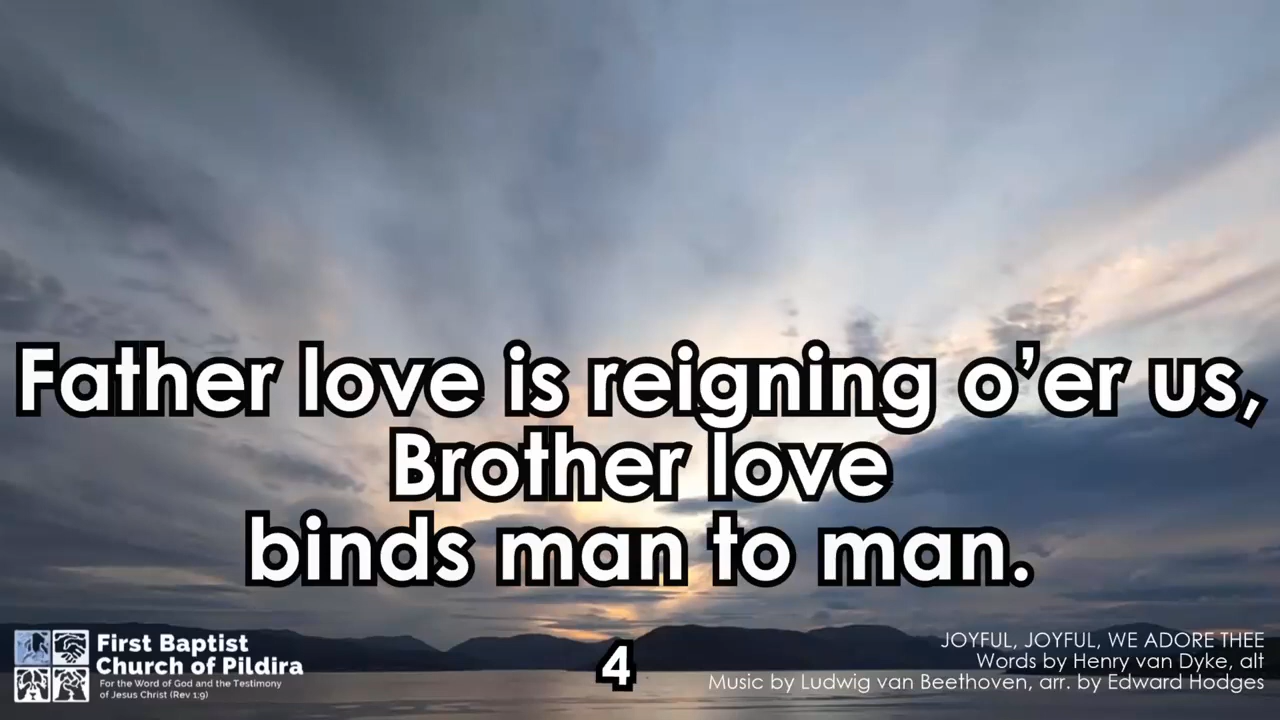 Father love is reigning o’er us,
Brother love
binds man to man.
4
First Baptist
Church of Pildira
For the Word of God and the Testimony
of Jesus Christ (Rev 1:9)
JOYFUL, JOYFUL, WE ADORE THEE
Words by Henry van Dyke, alt
Music by Ludwig van Beethoven, arr. by Edward Hodges